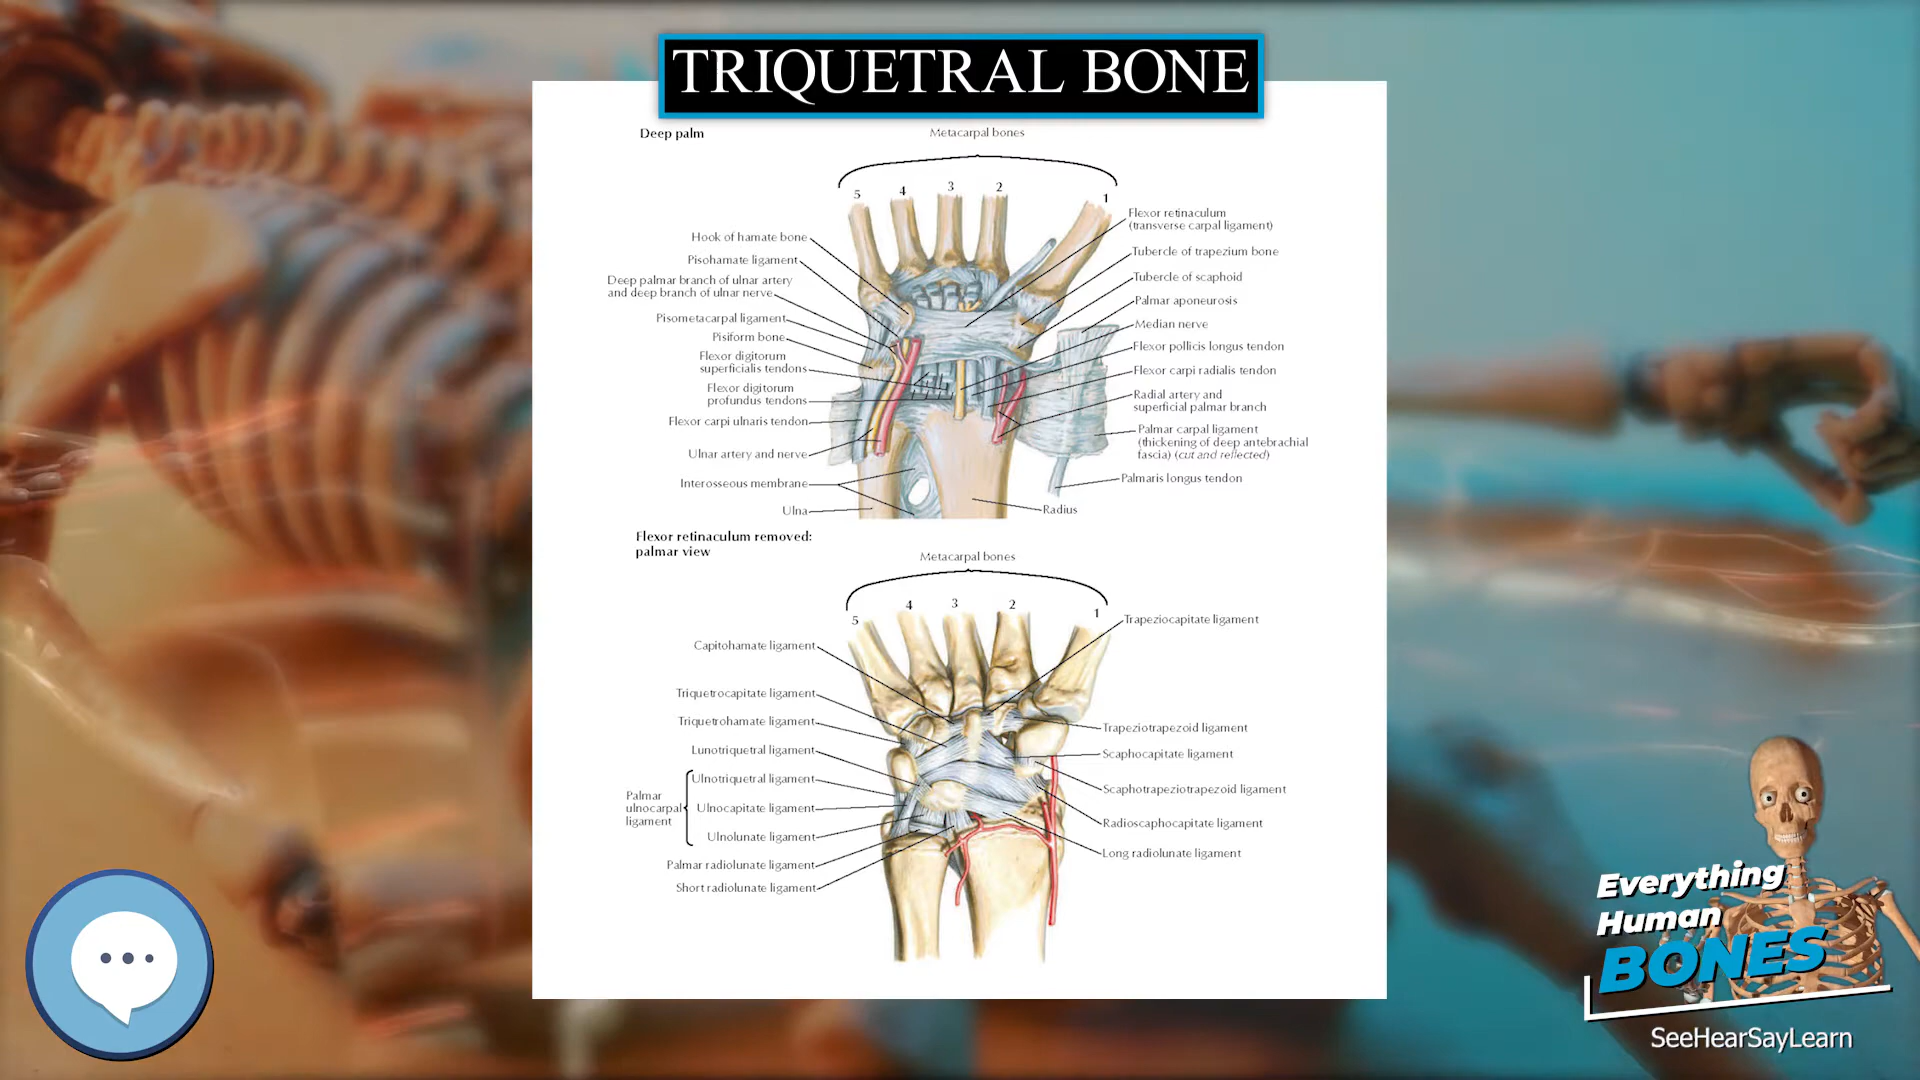 TRIQUETRAL BONE
Deep palm
Metacarpal bones
5
4
3
2
1
Hook of hamate bone
Pisohamate ligament
Deep palmar branch of ulnar artery
and deep branch of ulnar nerve
Pisometacarpal ligament
Pisiform bone
Flexor digitorum
superficialis tendons
Flexor digitorum
profundus tendons
Flexor carpi ulnaris tendon
Ulnar artery and nerve
Interosseous membrane
Ulna
Flexor retinaculum
(transverse carpal ligament)
Tubercle of trapezium bone
Tubercle of scaphoid
Palmar aponeurosis
Median nerve
Flexor pollicis longus tendon
Flexor carpi radialis tendon
Radial artery and
superficial palmar branch
Palmar carpal ligament
(thickening of deep antebrachial
fascia) (cut and reflected)
Palmaris longus tendon
Radius
Flexor retinaculum removed:
palmar view
Metacarpal bones
5
4
3
2
1
Capitohamate ligament
Triquetrocapitate ligament
Triquetrohamate ligament
Lunotriquetral ligament
Palmar
ulnocarpal
ligament
Ulnotriquetral ligament
Ulnocapitate ligament
Ulnolunate ligament
Palmar radiolunate ligament
Short radiolunate ligament
Trapeziocapitate ligament
Trapeziotrapezoid ligament
Scaphocapitate ligament
Scaphotrapeziotrapezoid ligament
Radioscaphocapitate ligament
Long radiolunate ligament
Everything
Human
BONES
SeeHearSayLearn